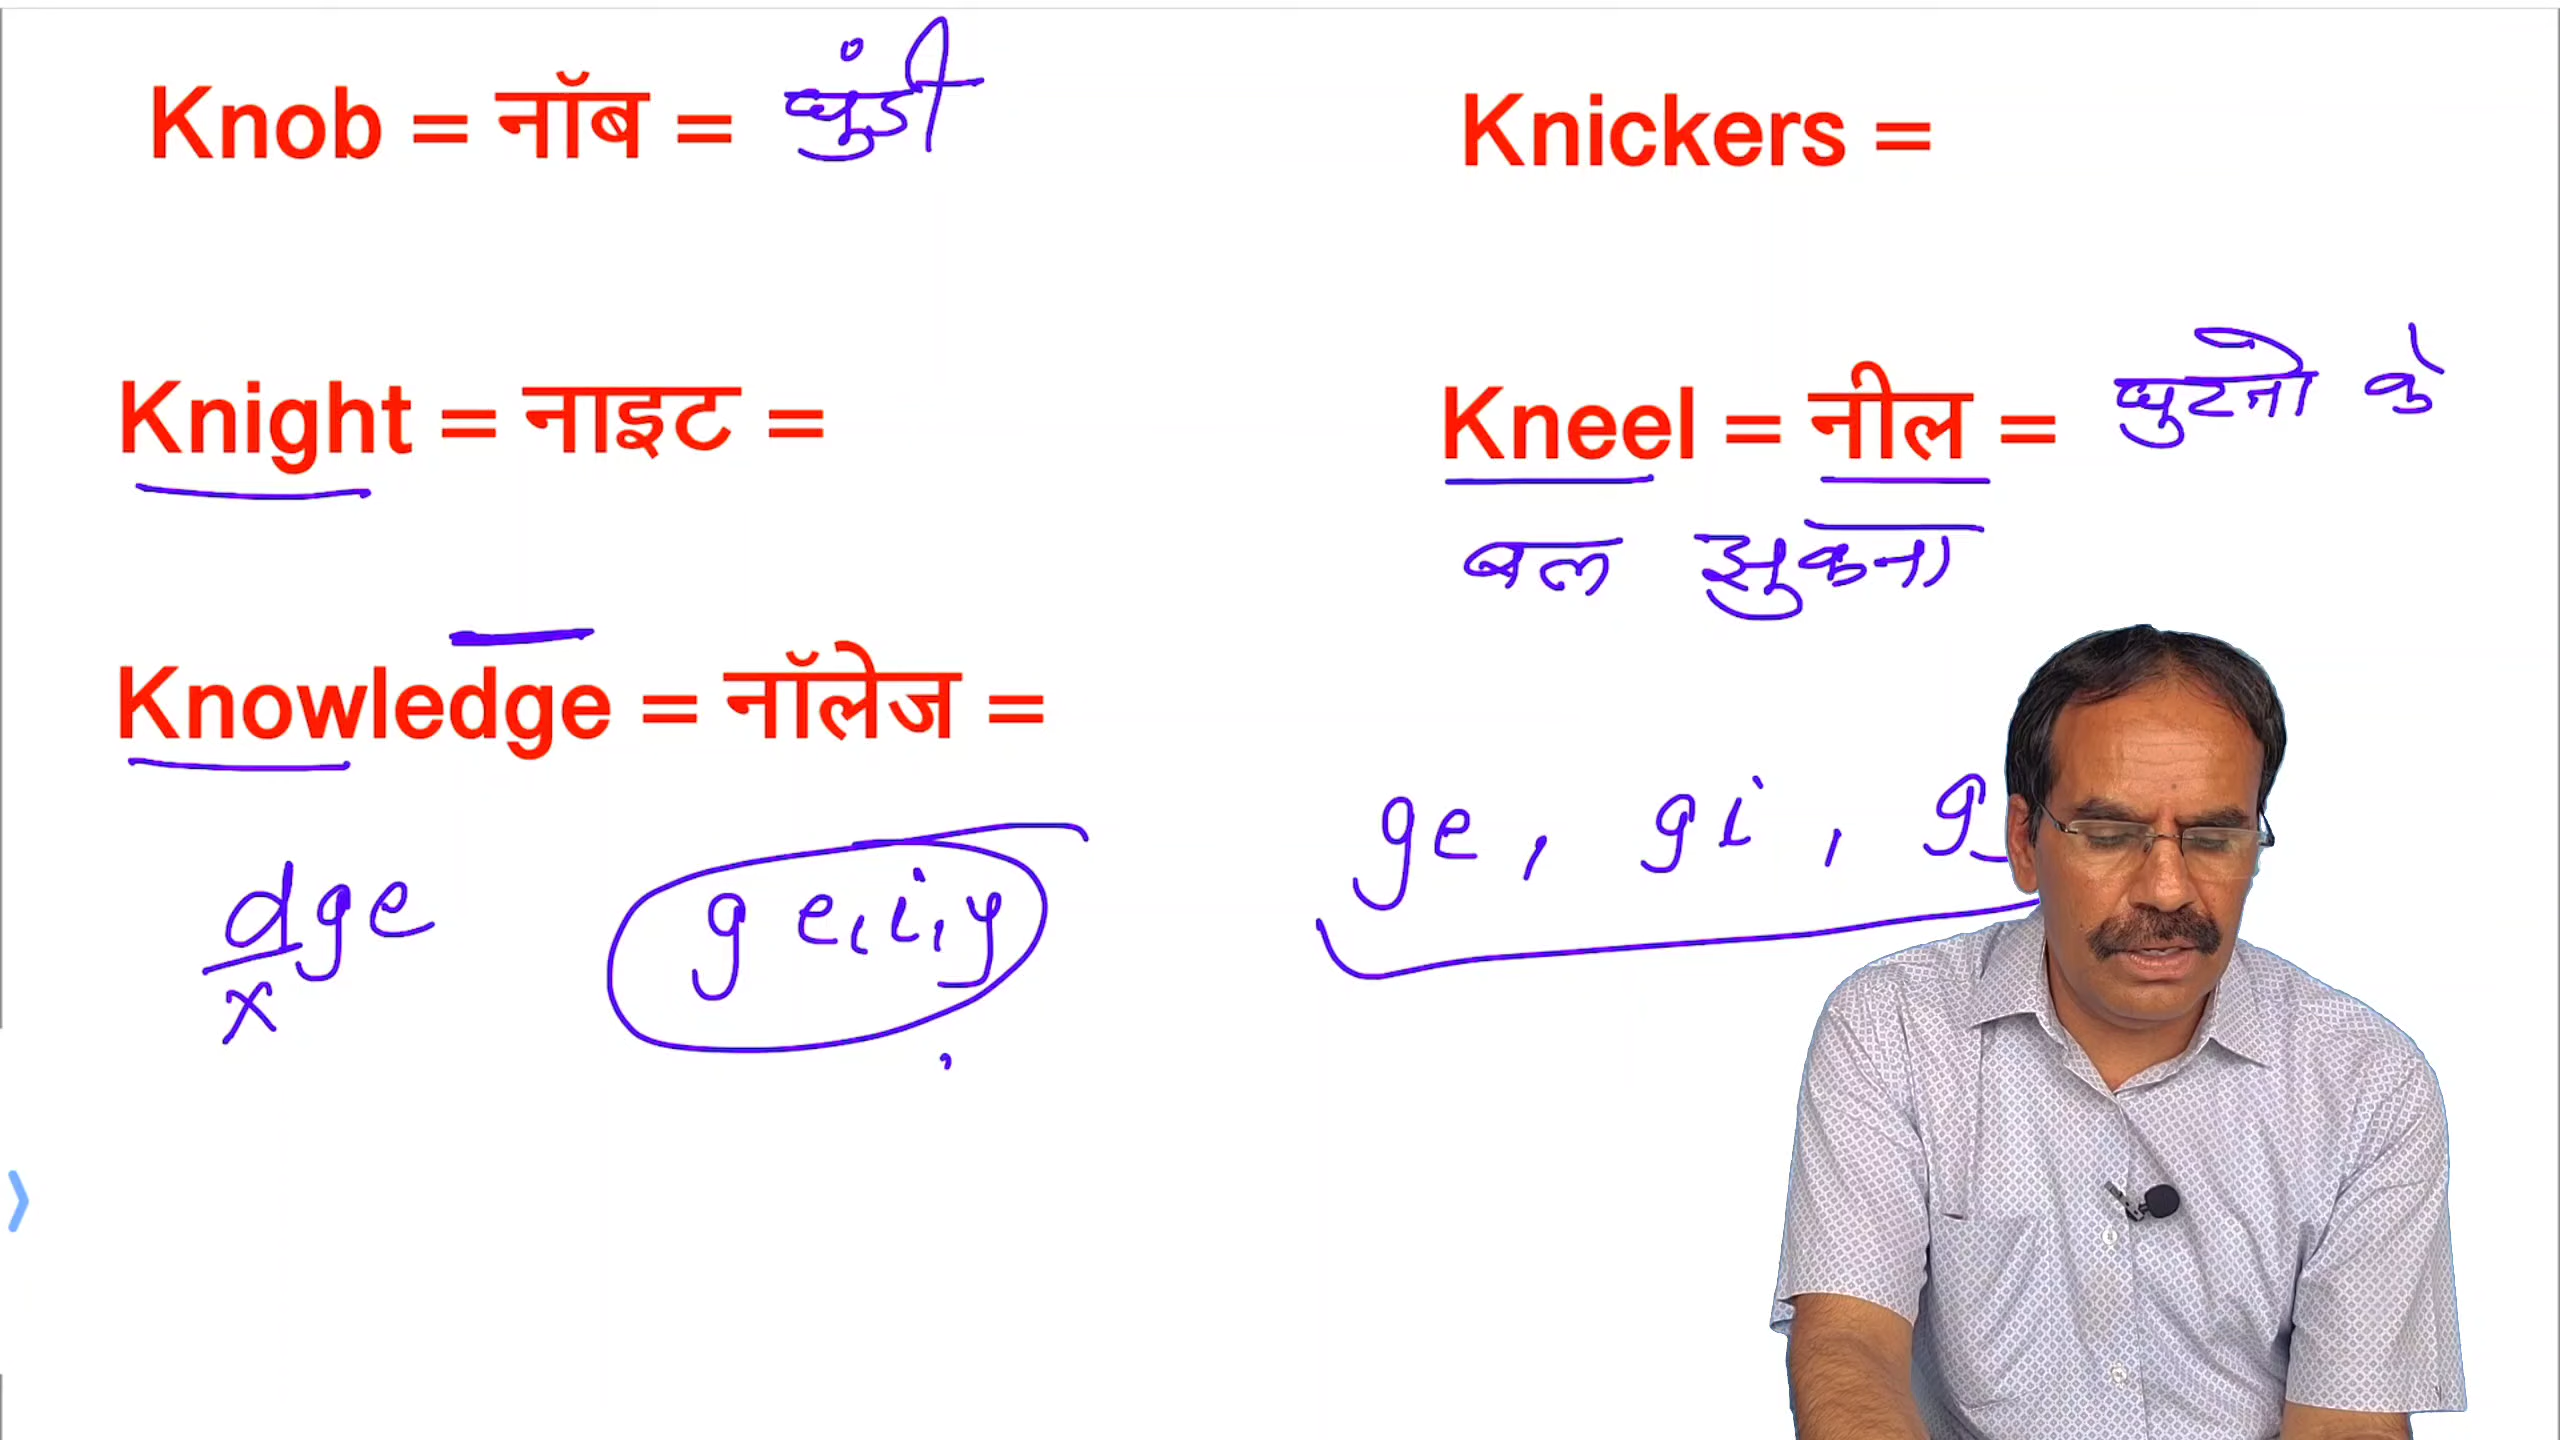 Knob = नॉब = घुंडी
Knickers =
Knight = नाइट =
Kneel = नील = घुटनो के
बल झुकना
Knowledge = नॉलेज =
dge
x
g e, i, y
ge, gi, g